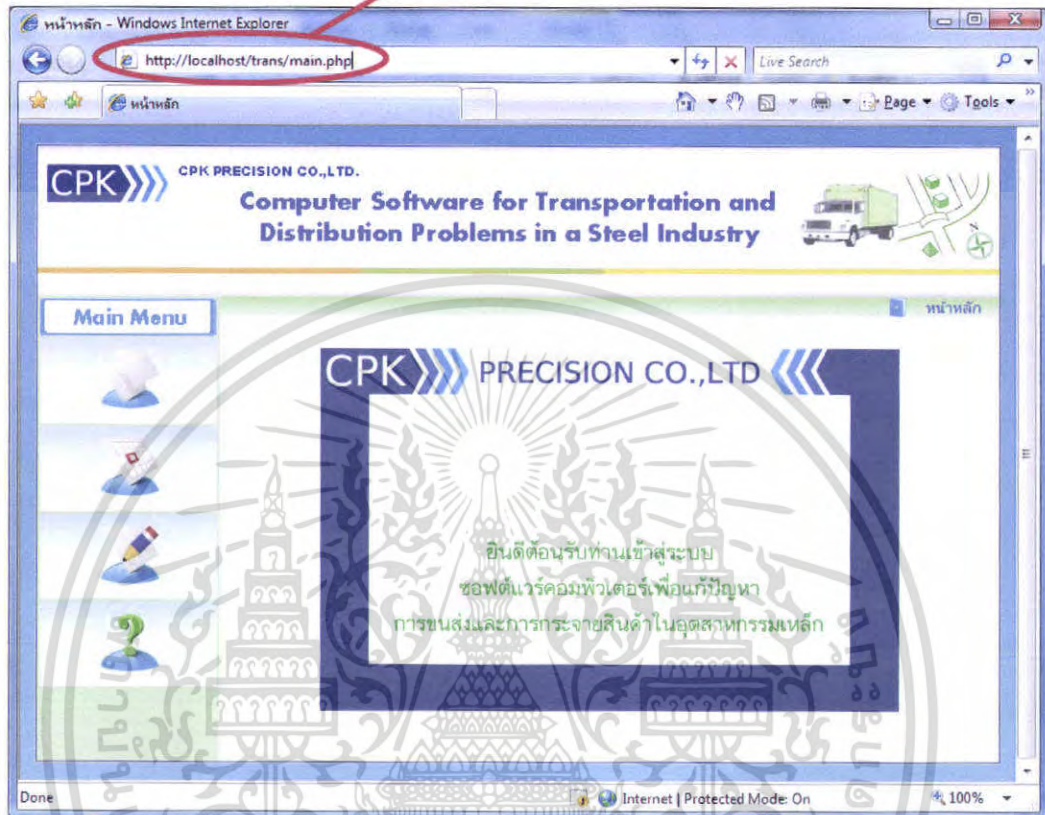 หน้าหลัก - Windows Internet Explorer
http://localhost/trans/main.php
Live Search
หน้าหลัก
Page
Tools
CPK
CPK PRECISION CO.,LTD.
Computer Software for Transportation and
Distribution Problems in a Steel Industry
N
Main Menu
หน้าหลัก
CPK PRECISION CO.,LTD
ยินดีต้อนรับท่านเข้าสู่ระบบ
ซอฟต์แวร์คอมพิวเตอร์เพื่อแก้ปัญหา
การขนส่งและการกระจายสินค้าในอุตสาหกรรมเหล็ก
Done
Internet | Protected Mode: On
100%